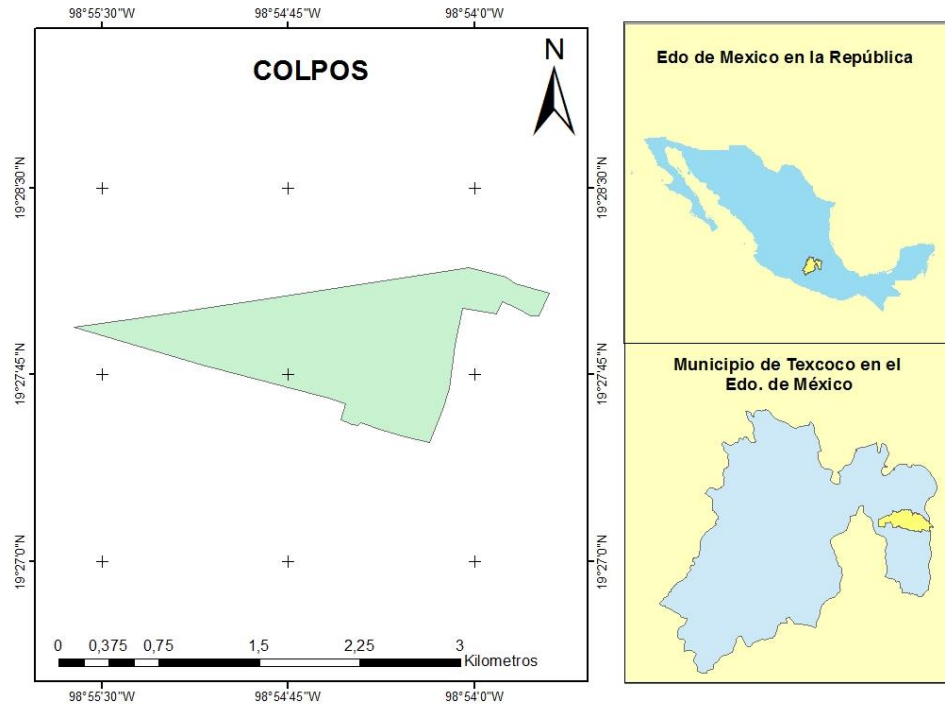 98°55'30"W 98°54'45"W 98°54'0"W
COLPOS
N
19°28'30"N 19°28'30"N
19°27'45"N 19°27'45"N
19°27'0"N 19°27'0"N
0 0,375 0,75 1,5 2,25 3
Kilometros
98°55'30"W 98°54'45"W 98°54'0"W
Edo de Mexico en la República
Municipio de Texcoco en el
Edo. de México